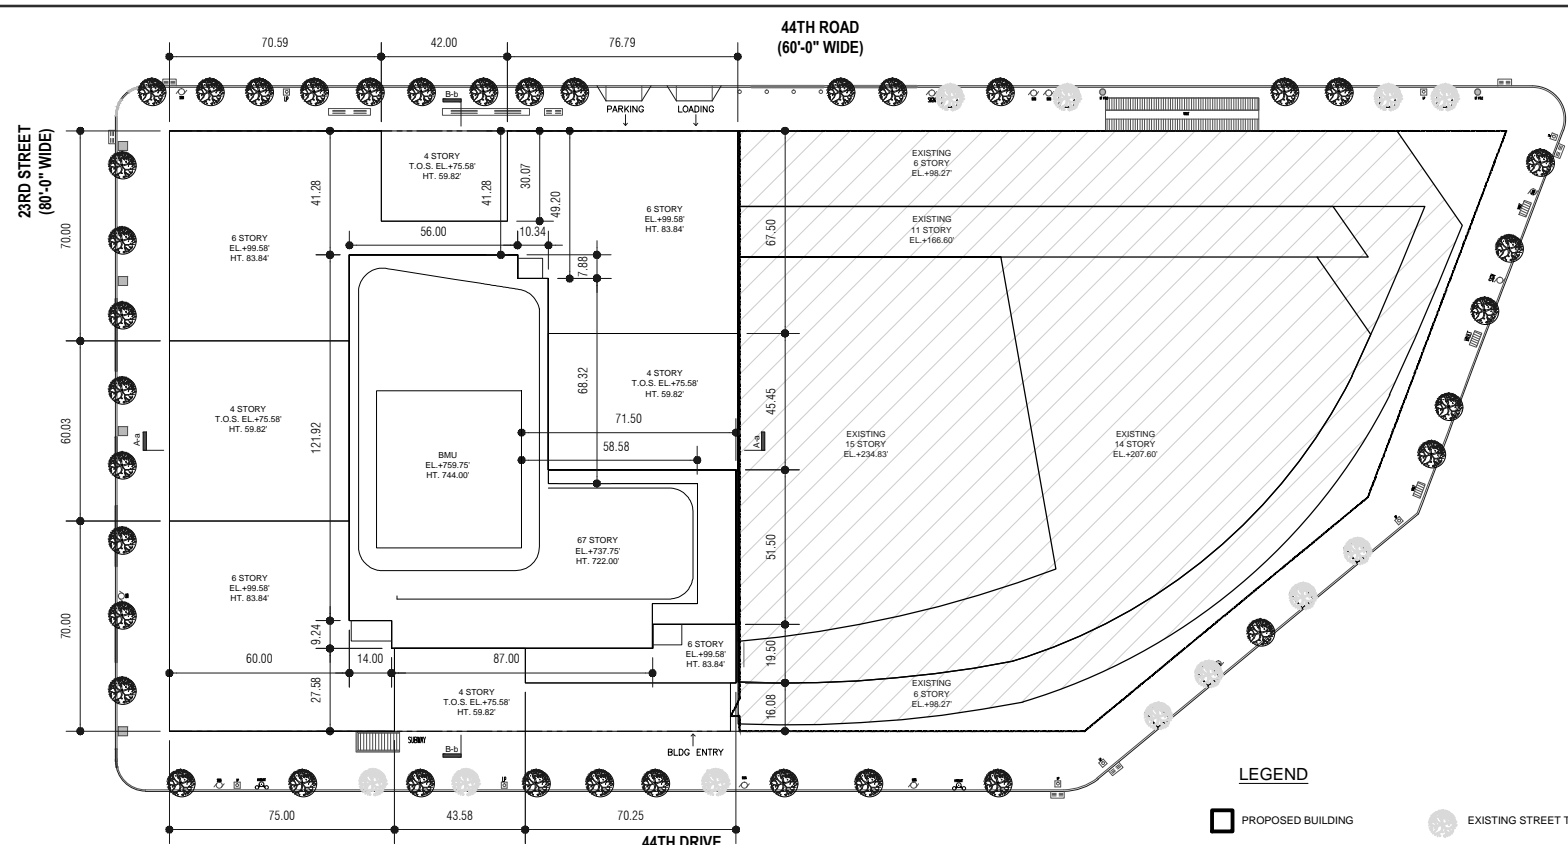 44TH ROAD
(60'-0" WIDE)
70.59
42.00
76.79
B-b
PARKING
LOADING
23RD STREET
(80'-0" WIDE)
70.00
60.03
70.00
41.28
4 STORY
T.O.S. EL.+75.58'
HT. 59.82'
41.28
30.07
49.20
6 STORY
EL.+99.58'
HT. 83.84'
6 STORY
EL.+99.58'
HT. 83.84'
56.00
10.34
7.88
67.50
EXISTING
6 STORY
EL.+98.27'
EXISTING
11 STORY
EL.+166.60'
4 STORY
T.O.S. EL.+75.58'
HT. 59.82'
68.32
4 STORY
T.O.S. EL.+75.58'
HT. 59.82'
71.50
58.58
45.45
A-a
A-a
121.92
BMU
EL.+759.75'
HT. 744.00'
EXISTING
15 STORY
EL.+234.83'
EXISTING
14 STORY
EL.+207.60'
67 STORY
EL.+737.75'
HT. 722.00'
51.50
6 STORY
EL.+99.58'
HT. 83.84'
9.24
27.58
60.00
14.00
87.00
6 STORY
EL.+99.58'
HT. 83.84'
19.50
16.08
4 STORY
T.O.S. EL.+75.58'
HT. 59.82'
EXISTING
6 STORY
EL.+98.27'
SUBWAY
B-b
BLDG ENTRY
75.00
43.58
70.25
44TH DRIVE
LEGEND
PROPOSED BUILDING
EXISTING STREET T